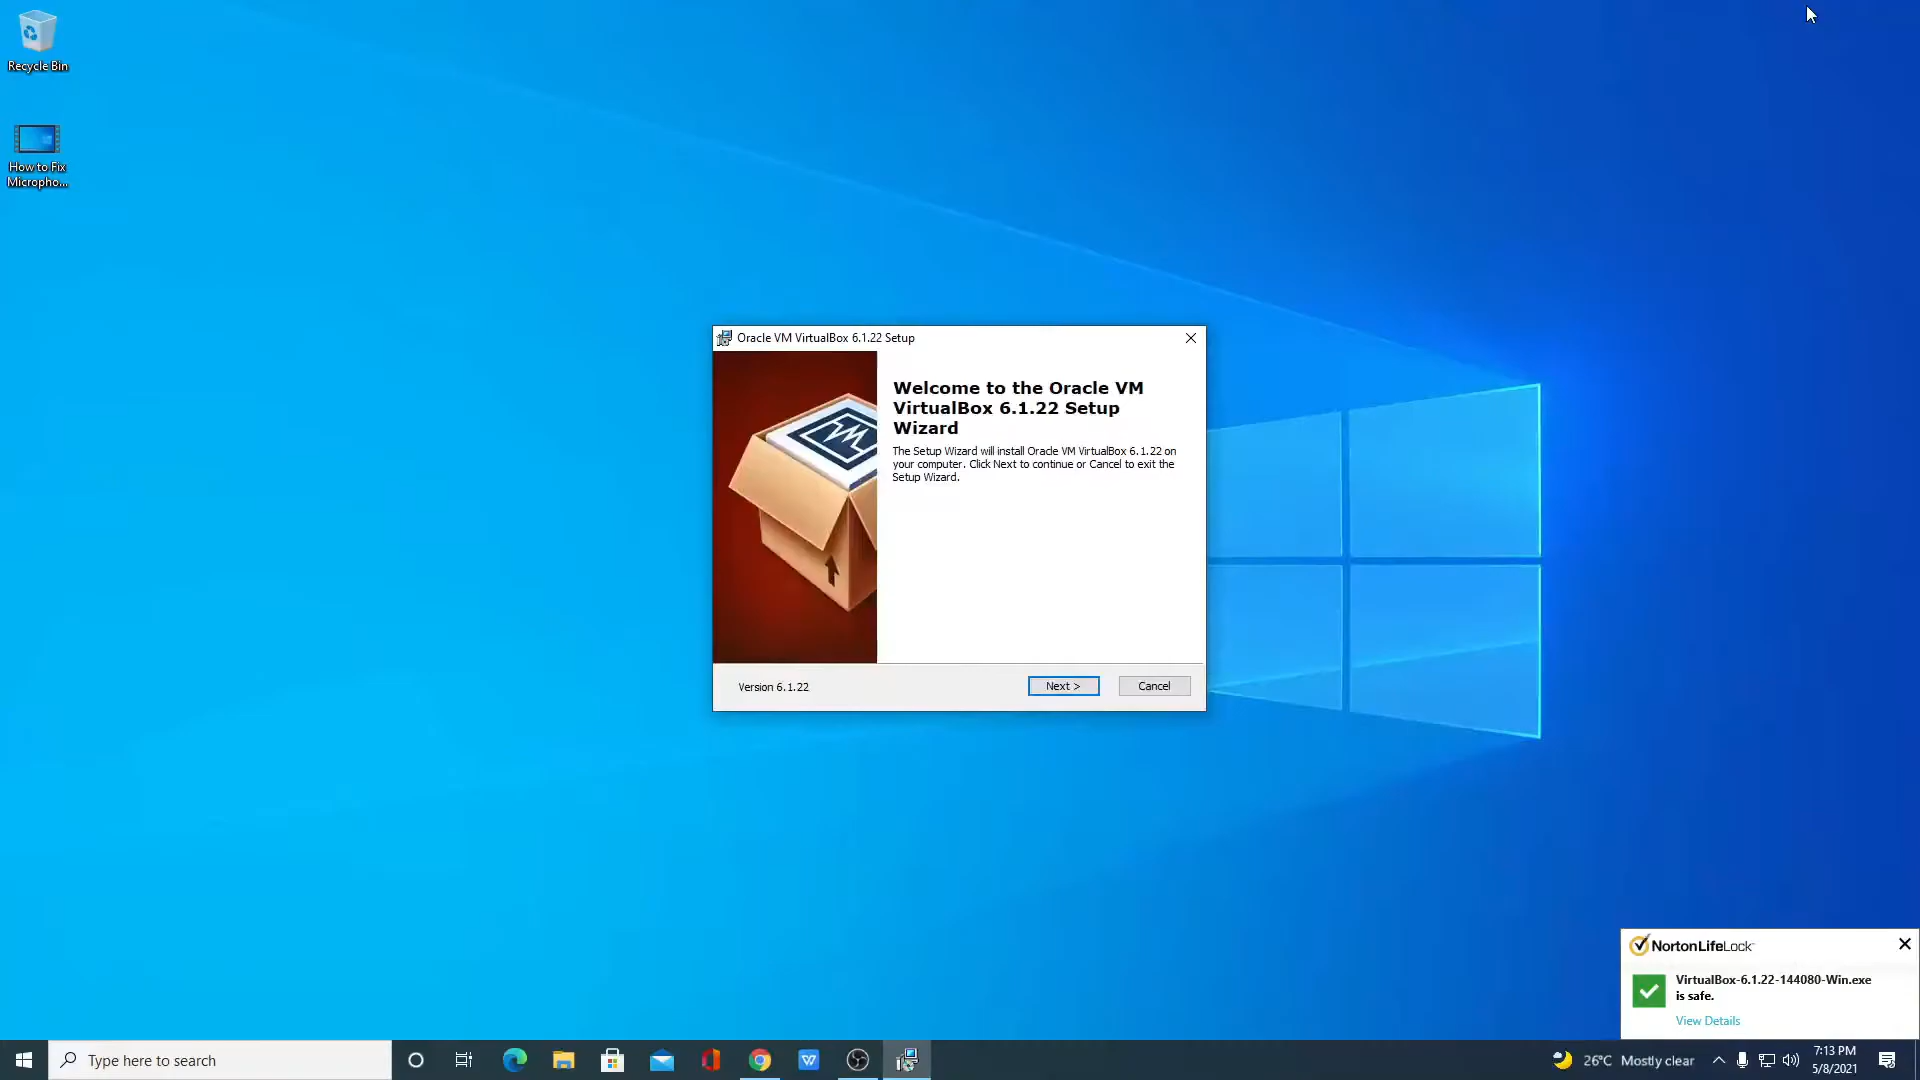 Recycle Bin
How to Fix
Micropho...
Oracle VM VirtualBox 6.1.22 Setup
Welcome to the Oracle VM
VirtualBox 6.1.22 Setup
Wizard
The Setup Wizard will install Oracle VM VirtualBox 6.1.22 on
your computer. Click Next to continue or Cancel to exit the
Setup Wizard.
Version 6.1.22
Next >
Cancel
NortonLifeLock
VirtualBox-6.1.22-144080-Win.exe
is safe.
View Details
Type here to search
26°C Mostly clear
7:13 PM
5/8/2021